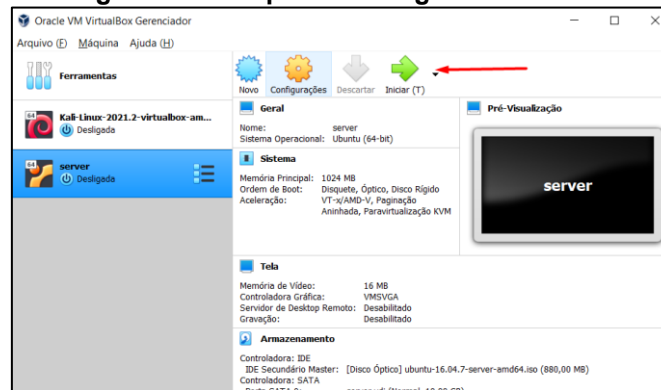 Oracle VM VirtualBox Gerenciador
Arquivo (F) Máquina Ajuda (H)
Ferramentas
Novo Configurações Descartar Iniciar (T)
64
Kali-Linux-2021.2-virtualbox-am...
Desligada
64
server
Desligada
Geral
Nome: server
Sistema Operacional: Ubuntu (64-bit)
Pré-Visualização
server
Sistema
Memória Principal: 1024 MB
Ordem de Boot: Disquete, Óptico, Disco Rígido
Aceleração: VT-x/AMD-V, Paginação
Aninhada, Paravirtualização KVM
Tela
Memória de Vídeo: 16 MB
Controladora Gráfica: VMSVGA
Servidor de Desktop Remoto: Desabilitado
Gravação: Desabilitado
Armazenamento
Controladora: IDE
IDE Secundário Master: [Disco Óptico] ubuntu-16.04.7-server-amd64.iso (880,00 MB)
Controladora: SATA